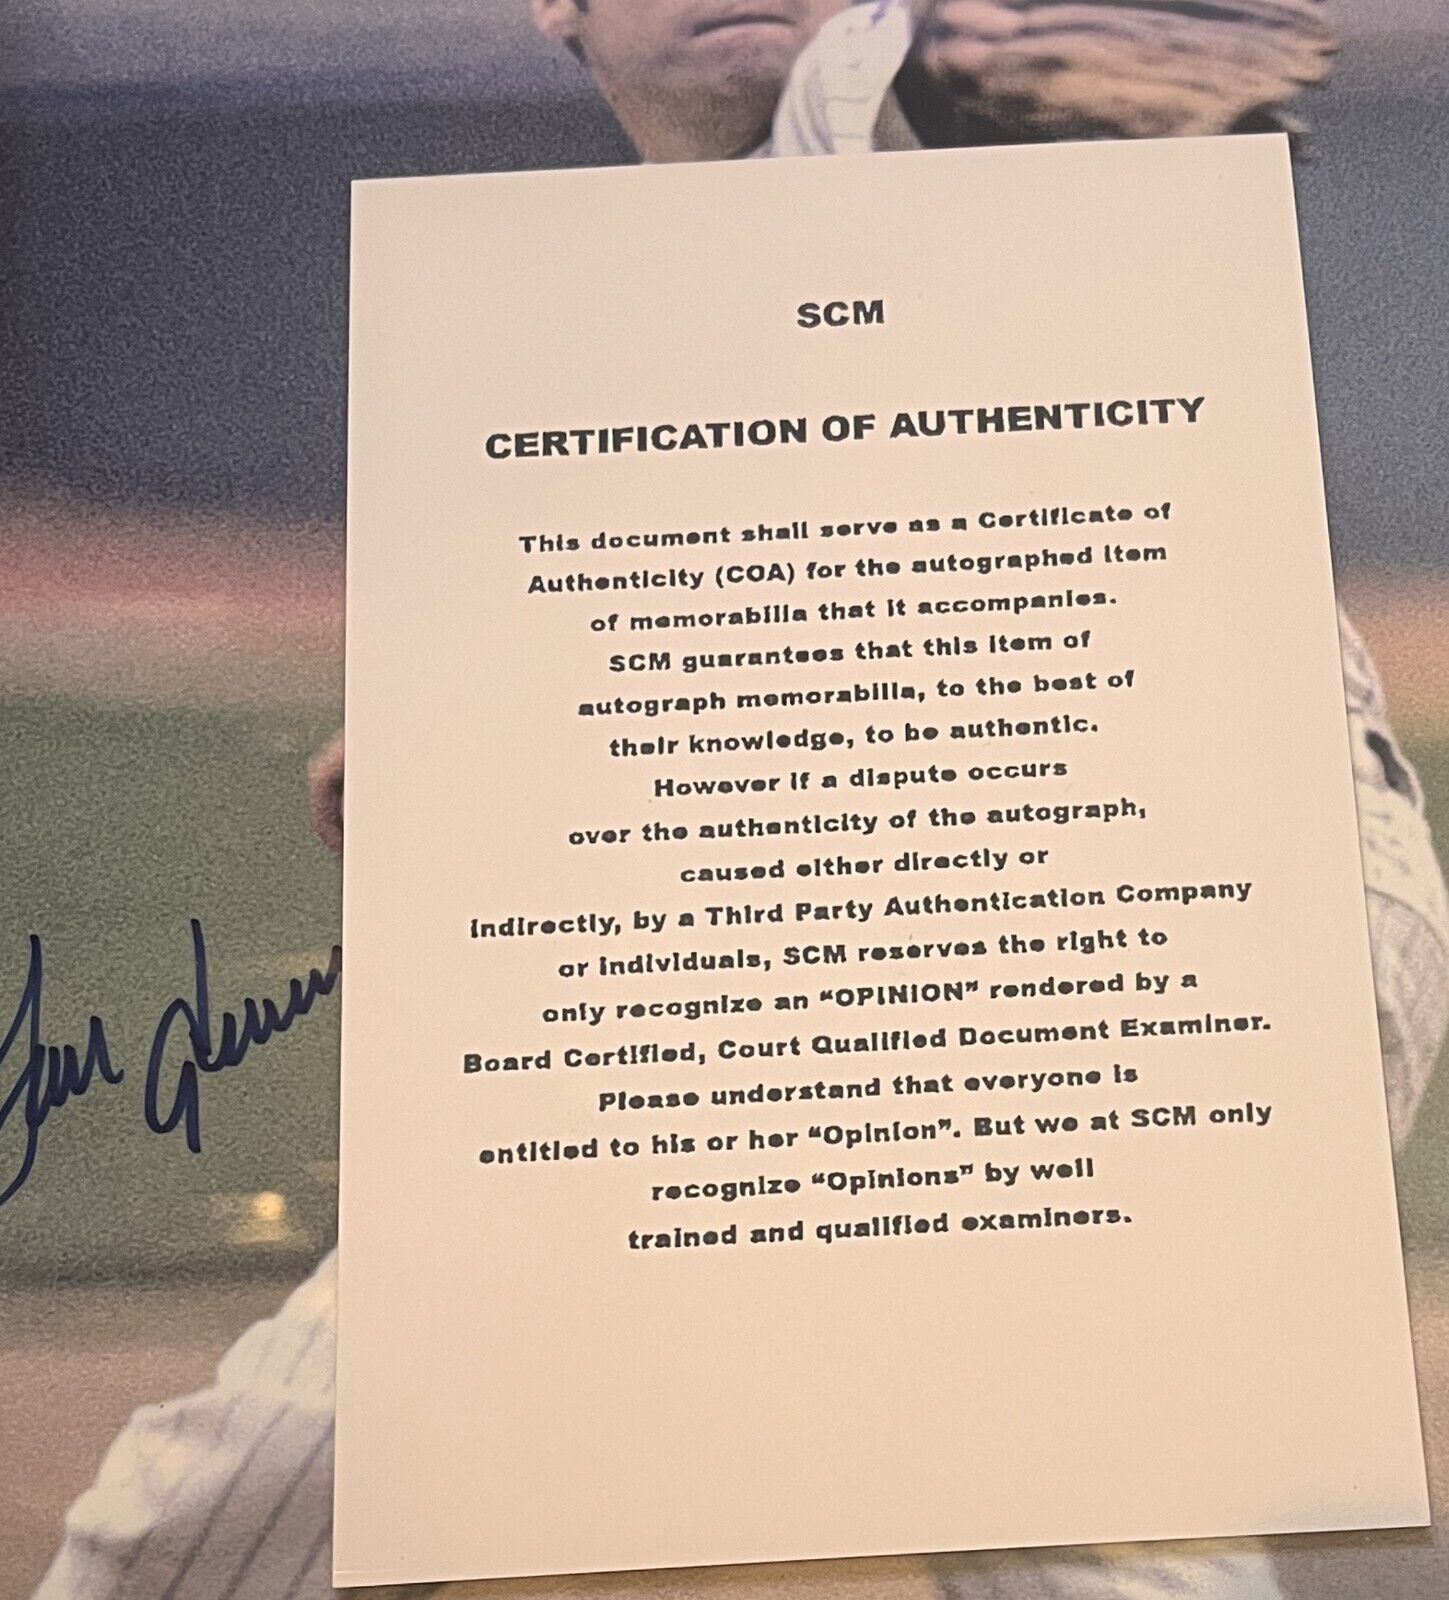 SCM
CERTIFICATION OF AUTHENTICITY
This document shall serve as a Certificate of
Authenticity (COA) for the autographed item
of memorabilia that it accompanies.
SCM guarantees that this item of
autograph memorabilia, to the best of
their knowledge, to be authentic.
However if a dispute occurs
over the authenticity of the autograph,
caused either directly or
indirectly, by a Third Party Authentication Company
or individuals, SCM reserves the right to
only recognize an “OPINION” rendered by a
Board Certified, Court Qualified Document Examiner.
Please understand that everyone is
entitled to his or her “Opinion”. But we at SCM only
recognize “Opinions” by well
trained and qualified examiners.